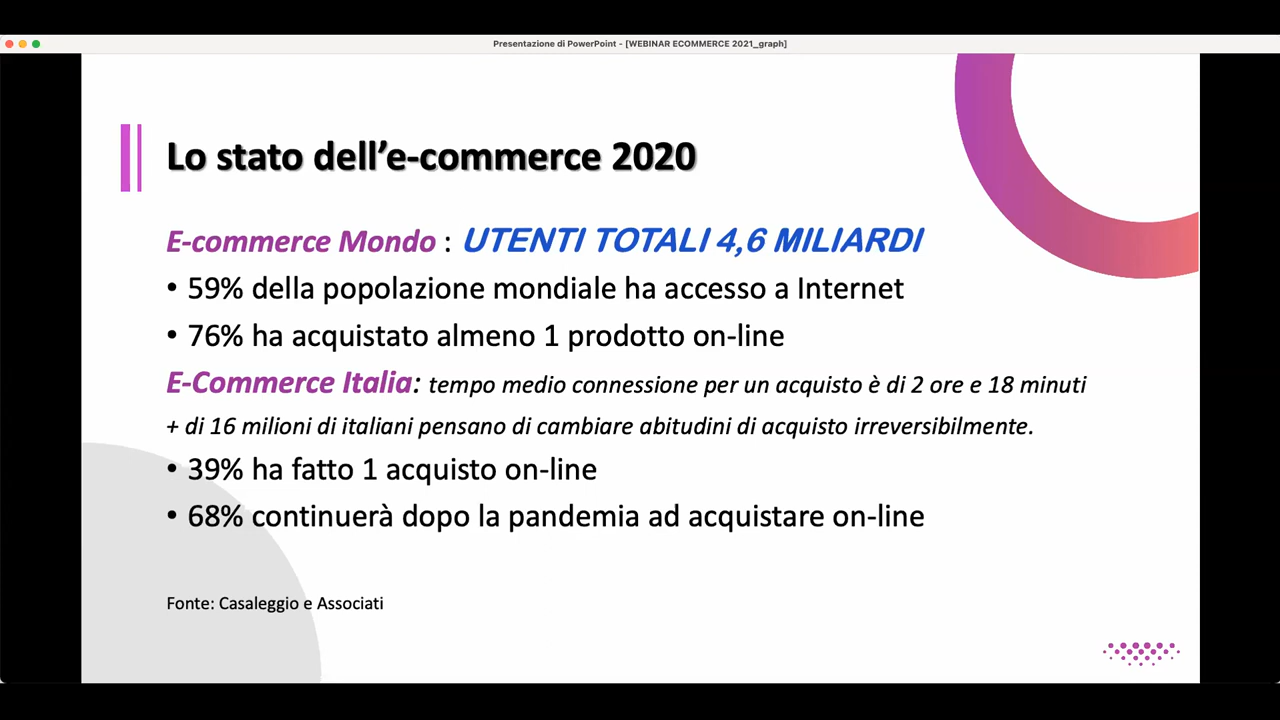 Presentazione di PowerPoint - [WEBINAR ECOMMERCE 2021_graph]
Lo stato dell’e-commerce 2020
E-commerce Mondo : UTENTI TOTALI 4,6 MILIARDI
• 59% della popolazione mondiale ha accesso a Internet
• 76% ha acquistato almeno 1 prodotto on-line
E-Commerce Italia: tempo medio connessione per un acquisto è di 2 ore e 18 minuti
+ di 16 milioni di italiani pensano di cambiare abitudini di acquisto irreversibilmente.
• 39% ha fatto 1 acquisto on-line
• 68% continuerà dopo la pandemia ad acquistare on-line
Fonte: Casaleggio e Associati